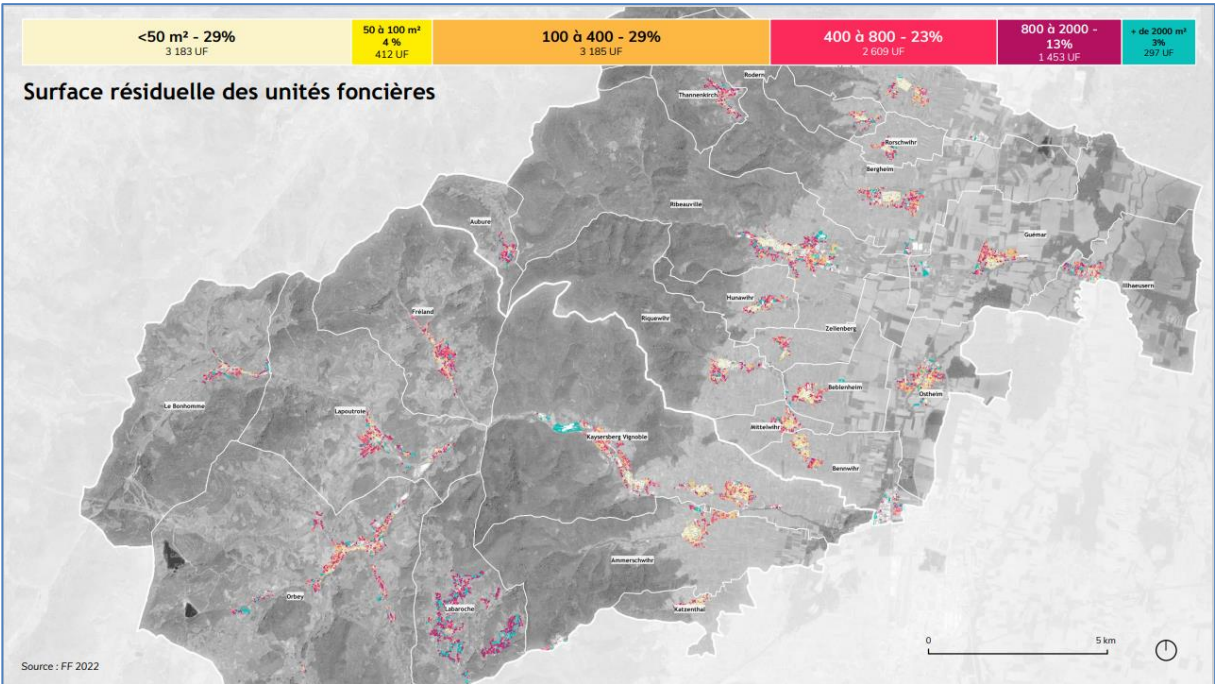 <50 m² - 29%
3 183 UF
50 à 100 m²
4 %
412 UF
100 à 400 - 29%
3 185 UF
400 à 800 - 23%
2 609 UF
800 à 2000 -
13%
1 453 UF
+ de 2000 m²
3%
297 UF
Surface résiduelle des unités foncières
Rodern
Thannenkirch
Rorschwihr
Bergheim
Ribeauvillé
Aubure
Guémar
Illhaeusern
Hunawihr
Riquewihr
Zellenberg
Fréland
Beblenheim
Ostheim
Le Bonhomme
Lapoutroie
Mittelwihr
Kaysersberg Vignoble
Bennwihr
Ammerschwihr
Orbey
Labaroche
Katzenthal
0
5 km
Source : FF 2022